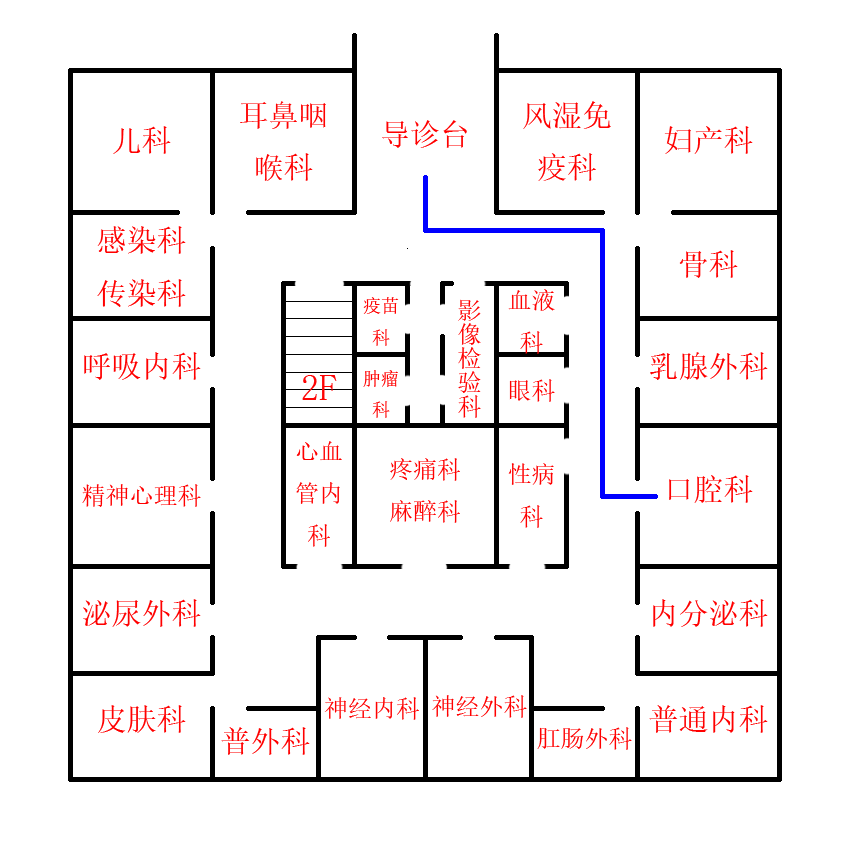 儿科
耳鼻咽
喉科
导诊台
风湿免
疫科
妇产科
感染科
传染科
骨科
疫苗
科
影像检验科
血液
科
呼吸内科
2F
肿瘤
科
眼科
乳腺外科
精神心理科
心血
管内
科
疼痛科
麻醉科
性病
科
口腔科
泌尿外科
内分泌科
皮肤科
普外科
神经内科
神经外科
肛肠外科
普通内科